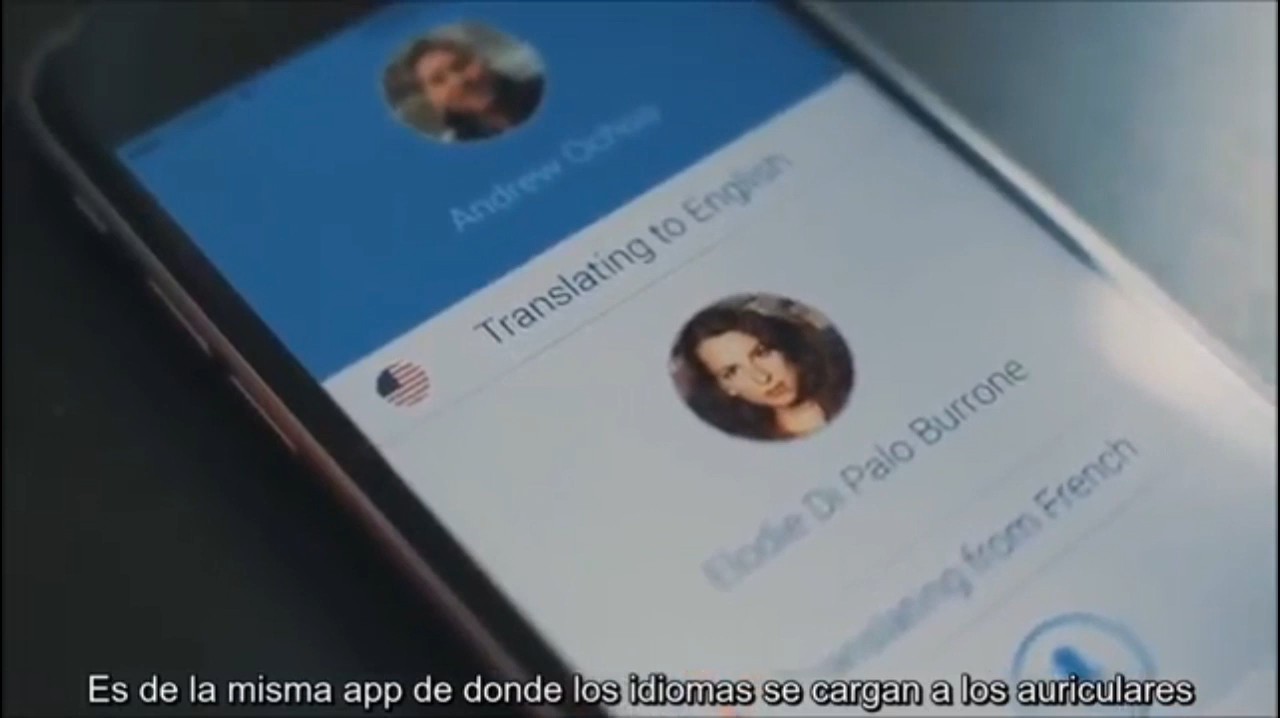 Andrew Ochoa
Translating to English
Elodie Di Palo Burrone
Translating from French
Es de la misma app de donde los idiomas se cargan a los auriculares